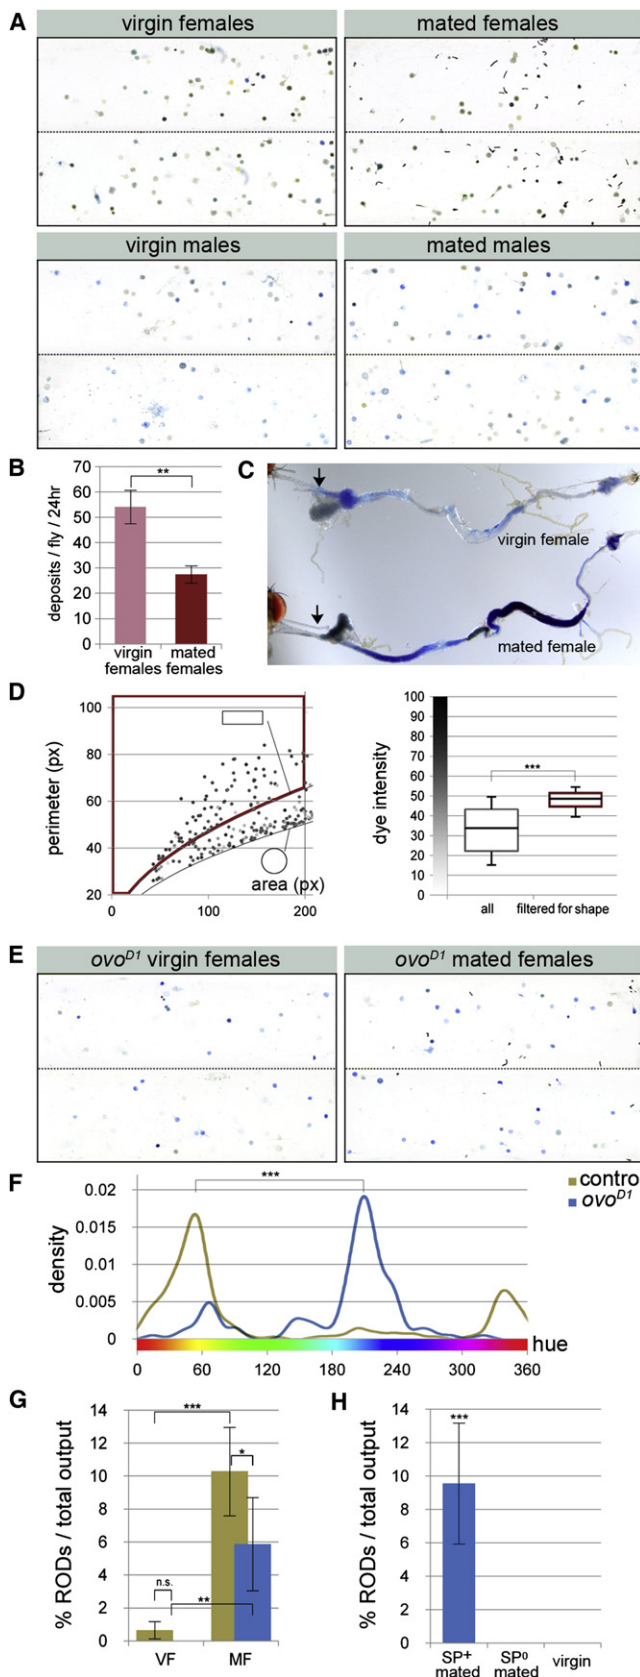 A
virgin females
mated females
virgin males
mated males
B
deposits / fly / 24hr
70
60
50
40
30
20
10
0
**
virgin females
mated females
C
virgin female
mated female
D
perimeter (px)
100
80
60
40
20
0
100
200
area (px)
dye intensity
100
90
80
70
60
50
40
30
20
10
0
***
all
filtered for shape
E
ovoD1 virgin females
ovoD1 mated females
F
***
contro
ovoD1
density
0.02
0.015
0.01
0.005
0
0
60
120
180
240
300
360
hue
G
% RODs / total output
14
12
10
8
6
4
2
0
***
*
n.s.
**
VF
MF
H
% RODs / total output
14
12
10
8
6
4
2
0
***
SP+ mated
SP0 mated
virgin